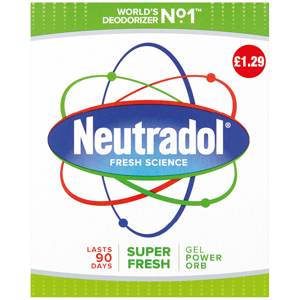 WORLD'S
DEODORIZER Nº1™
£1.29
Neutradol®
FRESH SCIENCE
LASTS
90
DAYS
SUPER
FRESH
GEL
POWER
ORB